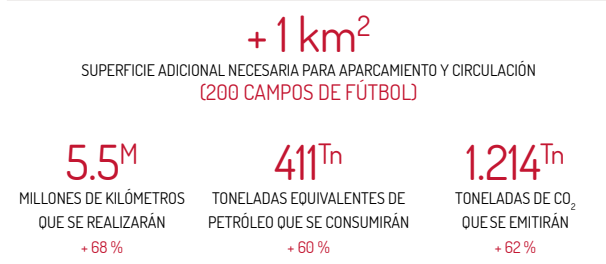 + 1 km²
SUPERFICIE ADICIONAL NECESARIA PARA APARCAMIENTO Y CIRCULACIÓN
(200 CAMPOS DE FÚTBOL)
5.5ᴹ
MILLONES DE KILÓMETROS
QUE SE REALIZARÁN
+ 68 %
411ᵀⁿ
TONELADAS EQUIVALENTES DE
PETRÓLEO QUE SE CONSUMIRÁN
+ 60 %
1.214ᵀⁿ
TONELADAS DE CO₂
QUE SE EMITIRÁN
+ 62 %